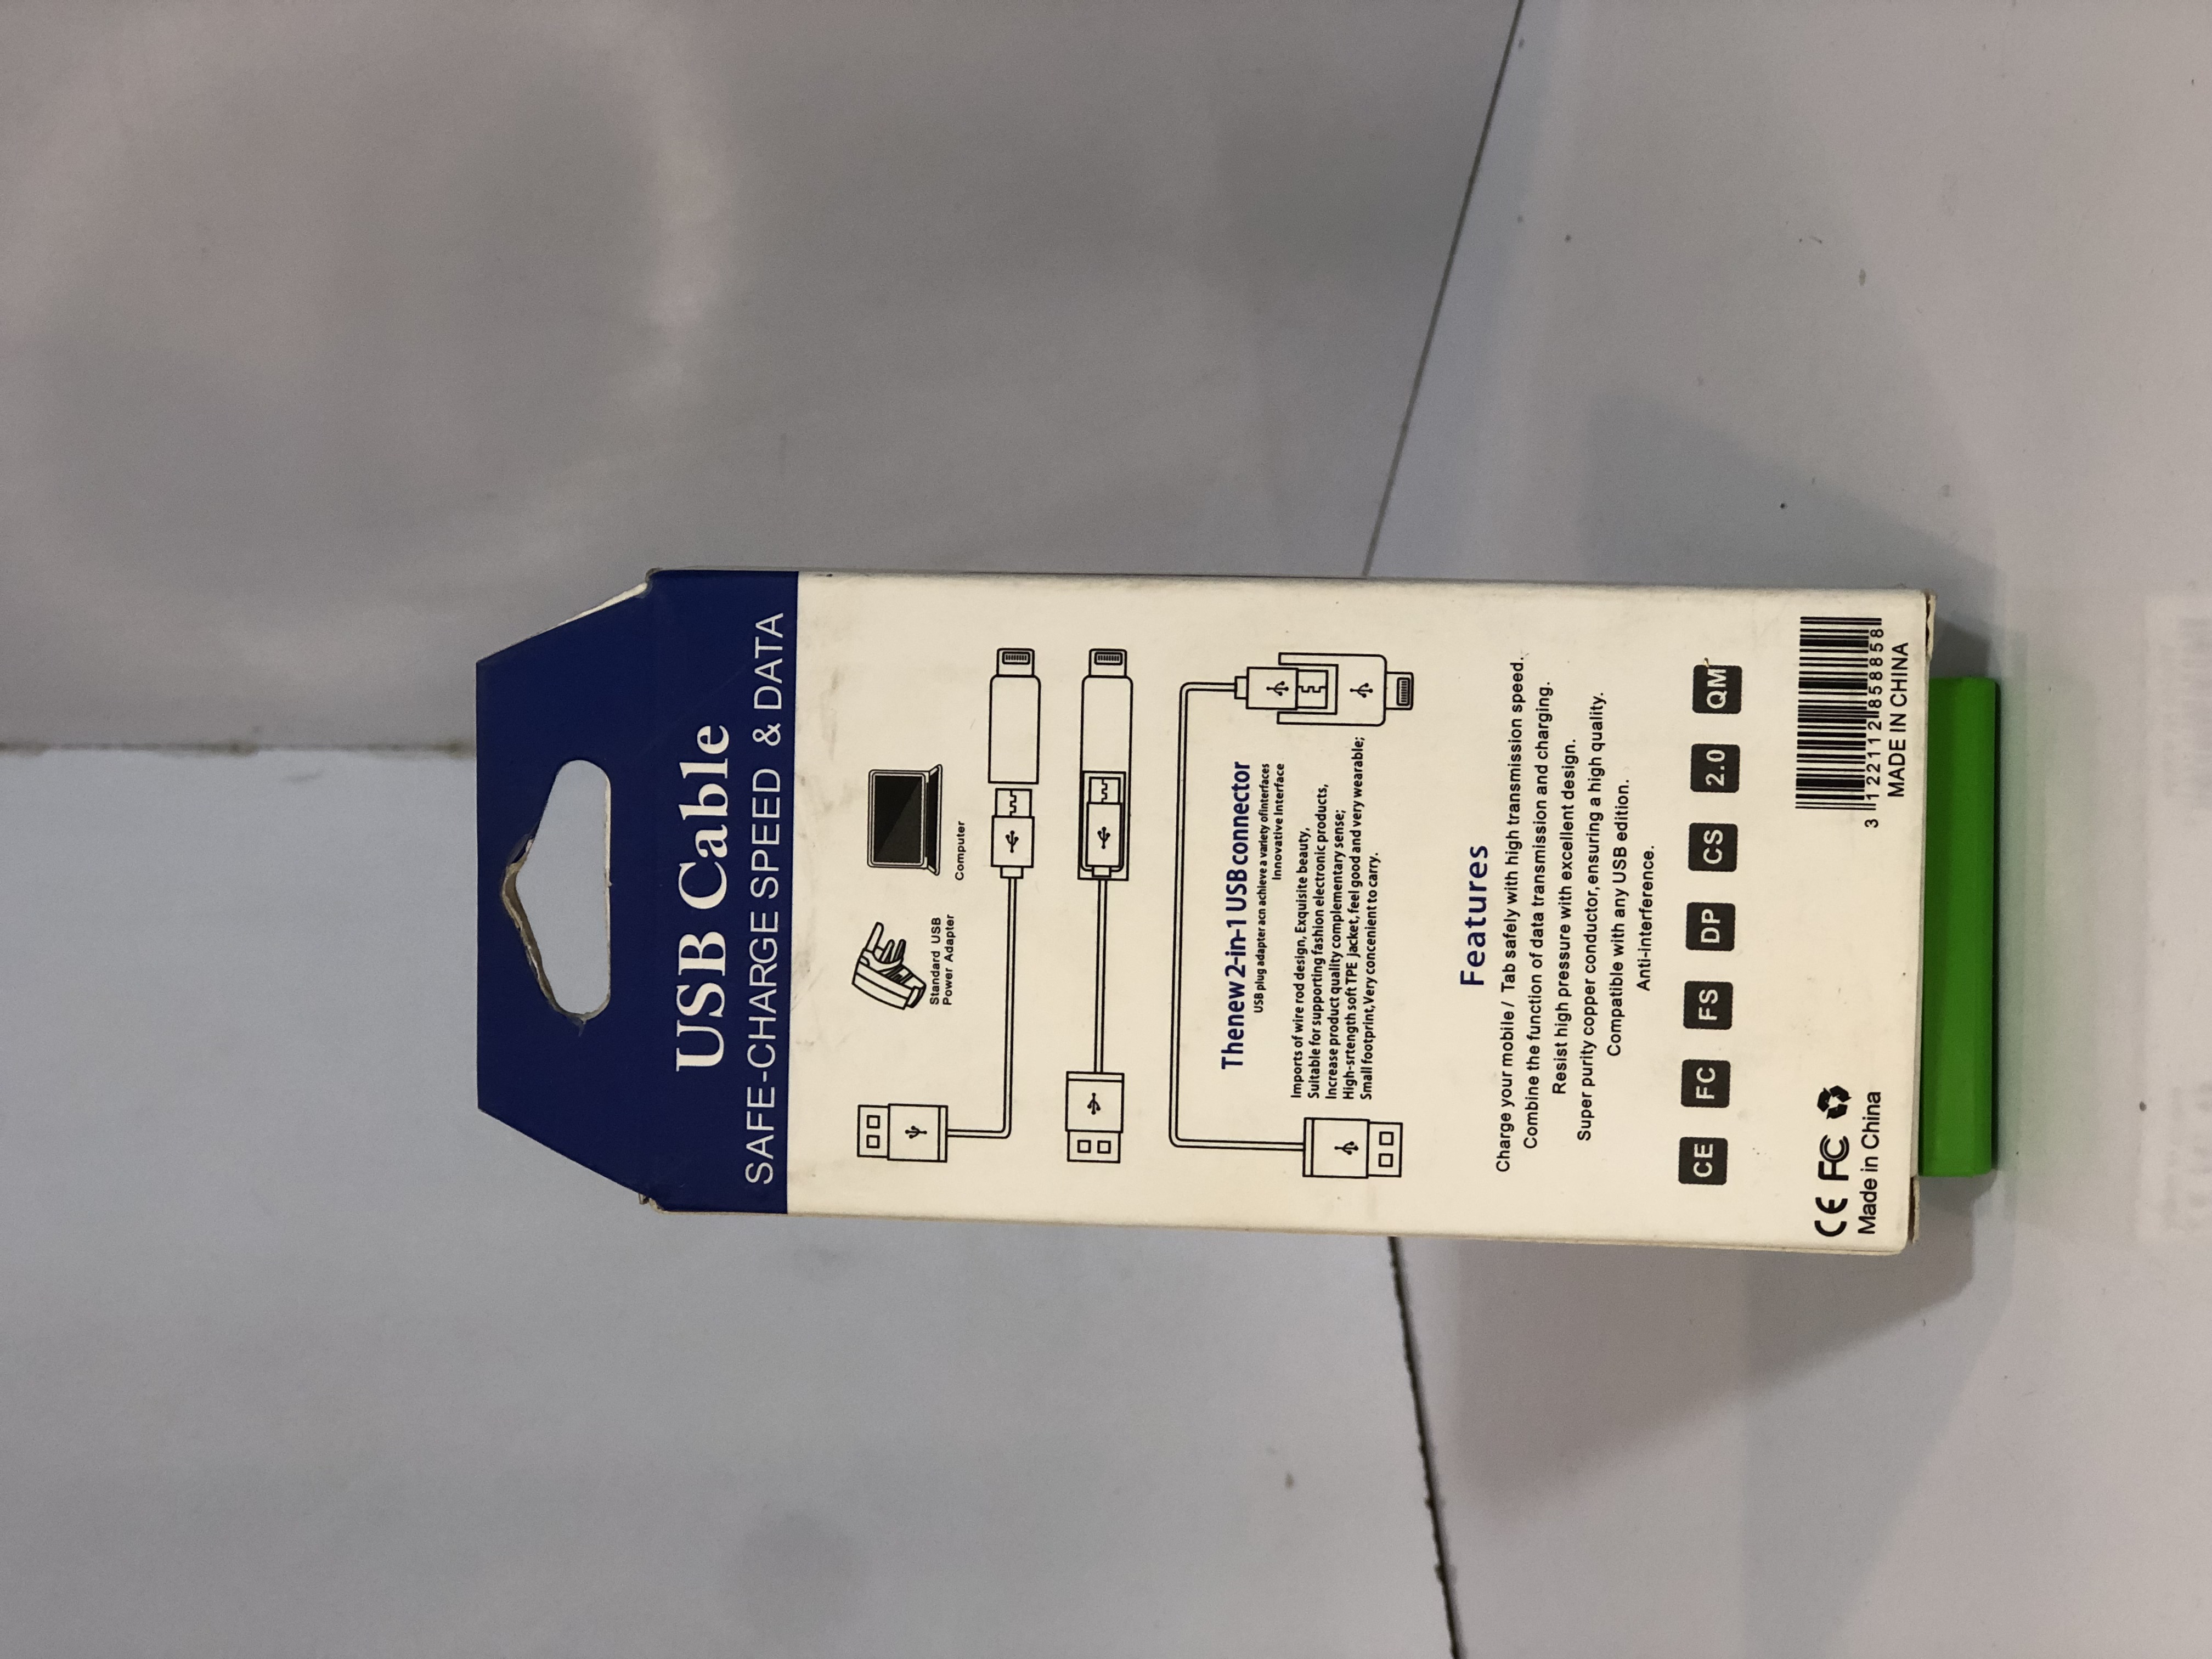 USB Cable
SAFE-CHARGE SPEED & DATA
Standard USB
Power Adapter
Computer
Thenew 2-in-1 USB connector
USB plug adapter acn achieve a variety ofinterfaces
Innovative Interface
Imports of wire rod design, Exquisite beauty,
Suitable for supporting fashion electronic products,
Increase product quality complementary sense;
High-srtength soft TPE jacket, feel good and very wearable;
Small footprint,Very concenient to carry.
Features
Charge your mobile / Tab safely with high transmission speed.
Combine the function of data transmission and charging.
Resist high pressure with excellent design.
Super purity copper conductor,ensuring a high quality.
Compatible with any USB edition.
Anti-interference.
CE FC FS DP CS 2.0 QM
CE FC
Made in China
3 122112 858858
MADE IN CHINA